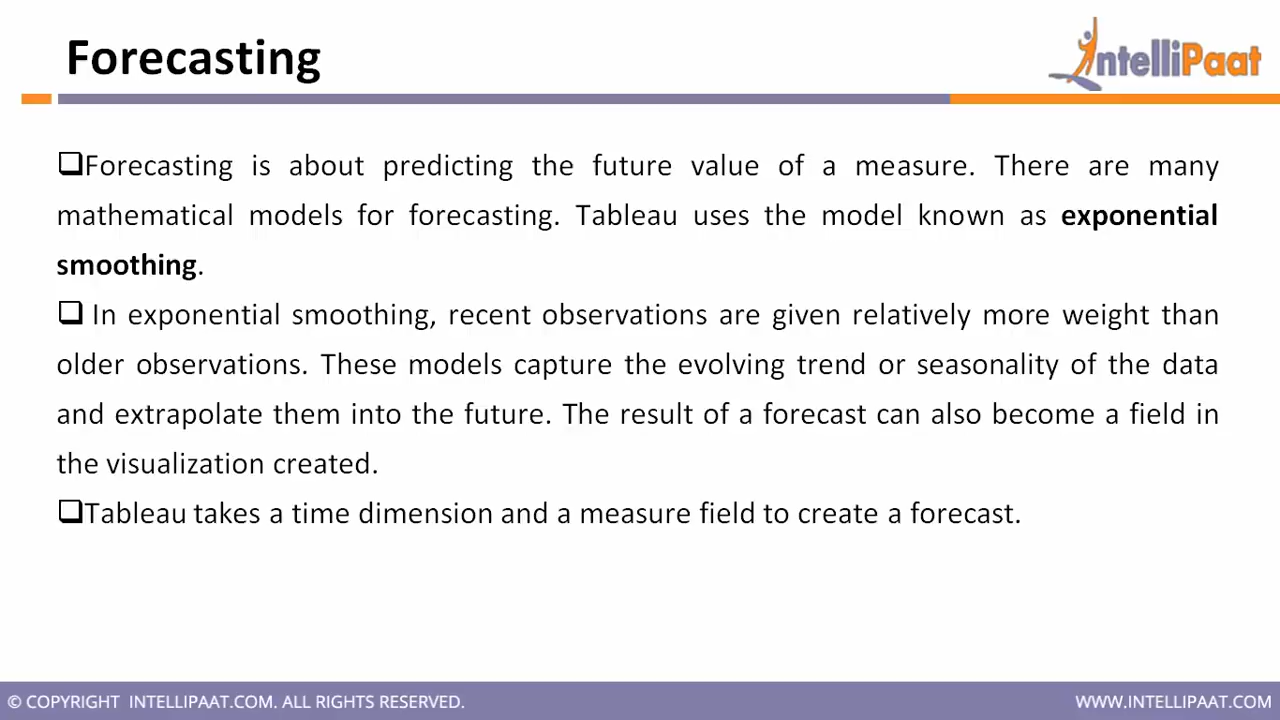 Forecasting
IntelliPaat
❑Forecasting is about predicting the future value of a measure. There are many
mathematical models for forecasting. Tableau uses the model known as exponential
smoothing.
❑ In exponential smoothing, recent observations are given relatively more weight than
older observations. These models capture the evolving trend or seasonality of the data
and extrapolate them into the future. The result of a forecast can also become a field in
the visualization created.
❑Tableau takes a time dimension and a measure field to create a forecast.
© COPYRIGHT INTELLIPAAT.COM. ALL RIGHTS RESERVED.
WWW.INTELLIPAAT.COM